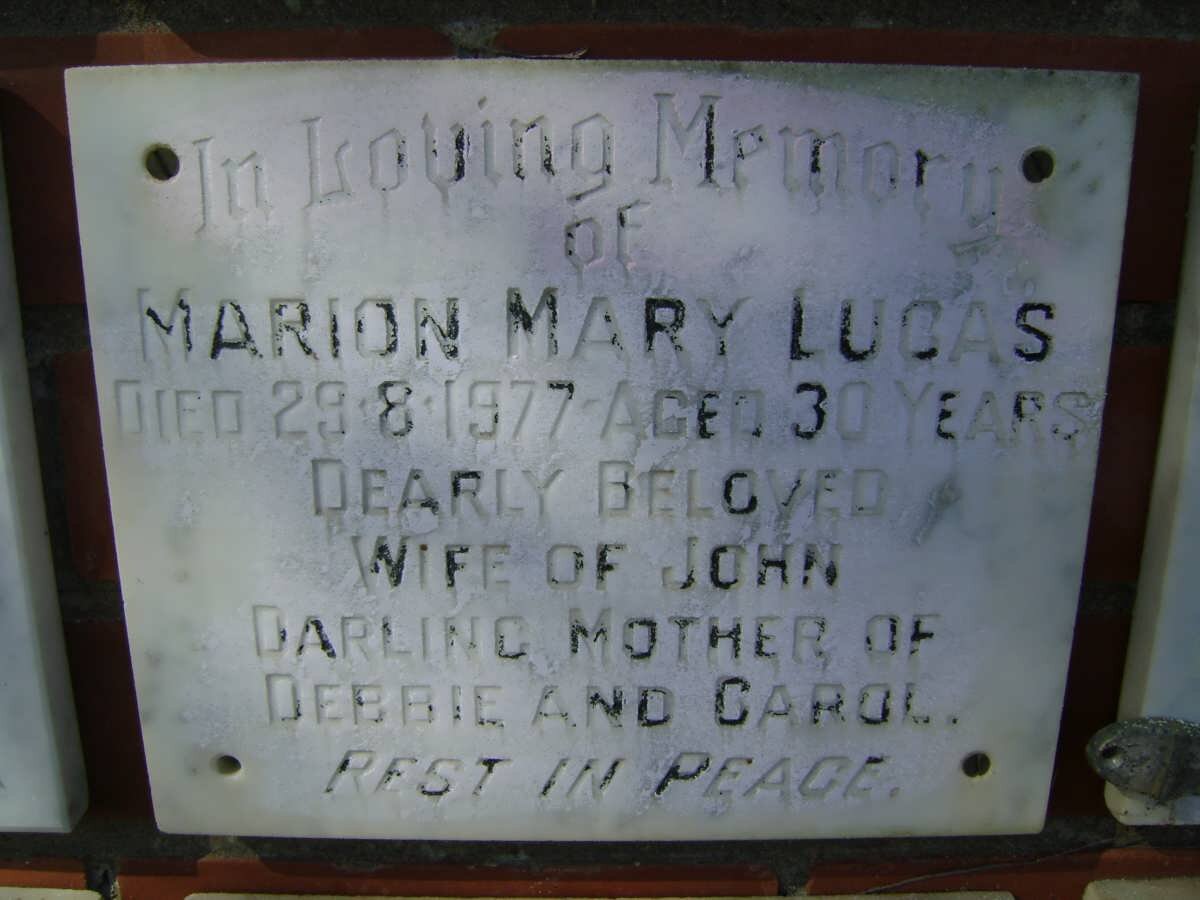 In Loving Memory
of
MARION MARY LUCAS
DIED 29·8·1977·AGED 30 YEARS
DEARLY BELOVED
WIFE OF JOHN
DARLING MOTHER OF
DEBBIE AND CAROL.
REST IN PEACE.